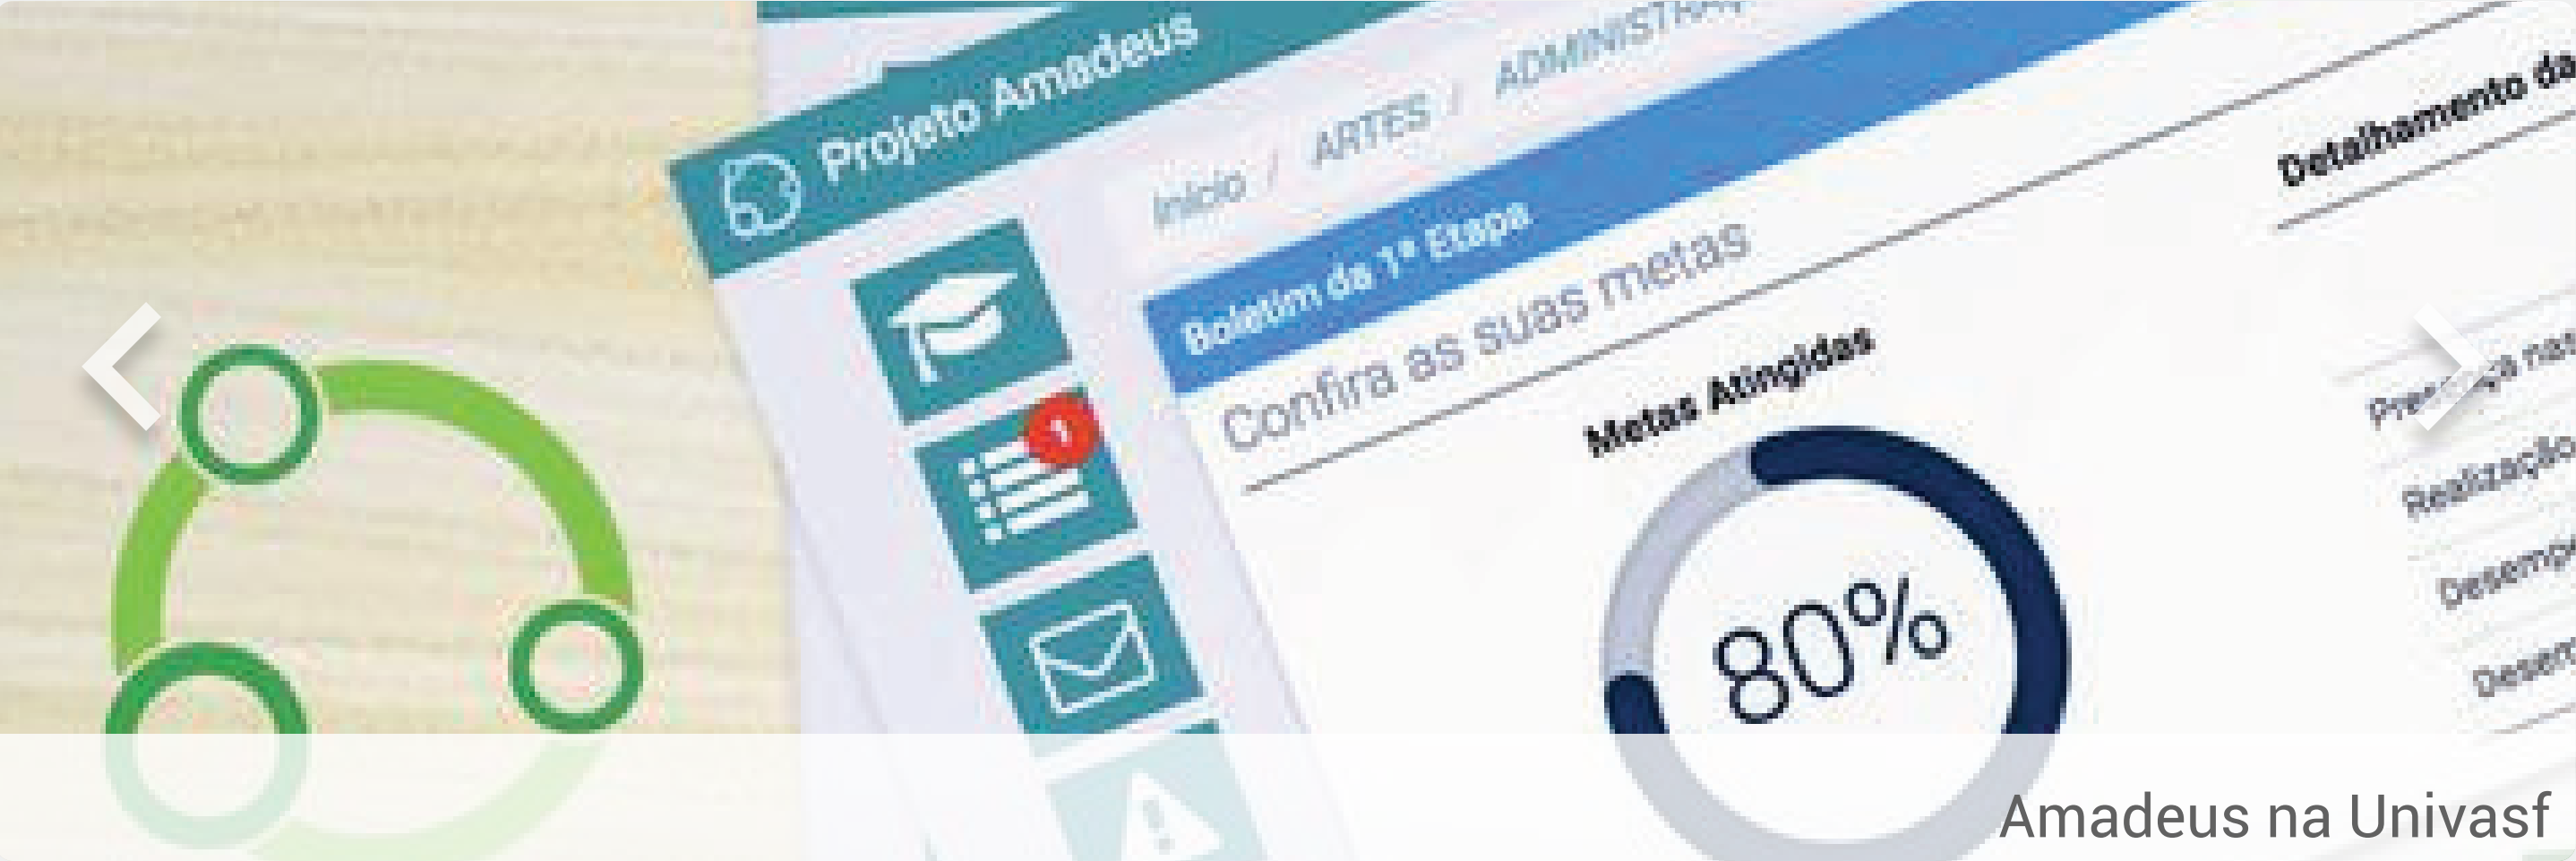 Projeto Amadeus
Início / ARTES /
Boletim da 1ª Etapa
Confira as suas metas
Metas Atingidas
80%
1
Detalhamento da
Realização
Amadeus na Univasf